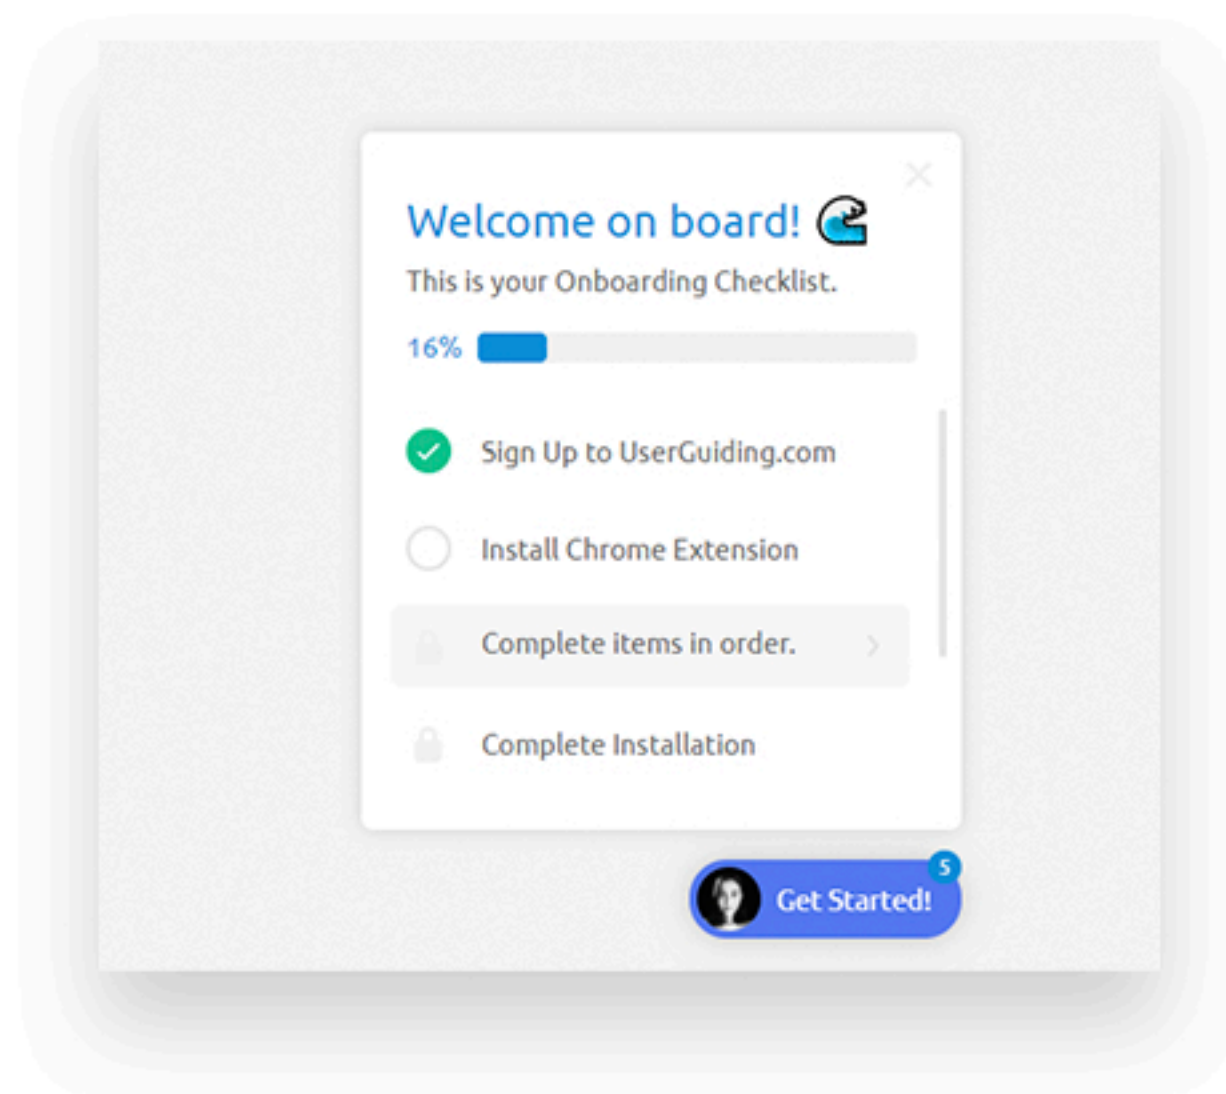 Welcome on board! 🌊
This is your Onboarding Checklist.
16%
Sign Up to UserGuiding.com
Install Chrome Extension
Complete items in order.
Complete Installation
5
Get Started!